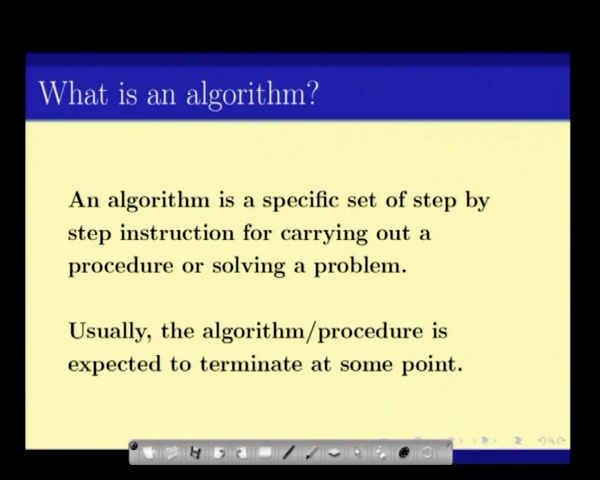 What is an algorithm?
An algorithm is a specific set of step by
step instruction for carrying out a
procedure or solving a problem.
Usually, the algorithm/procedure is
expected to terminate at some point.